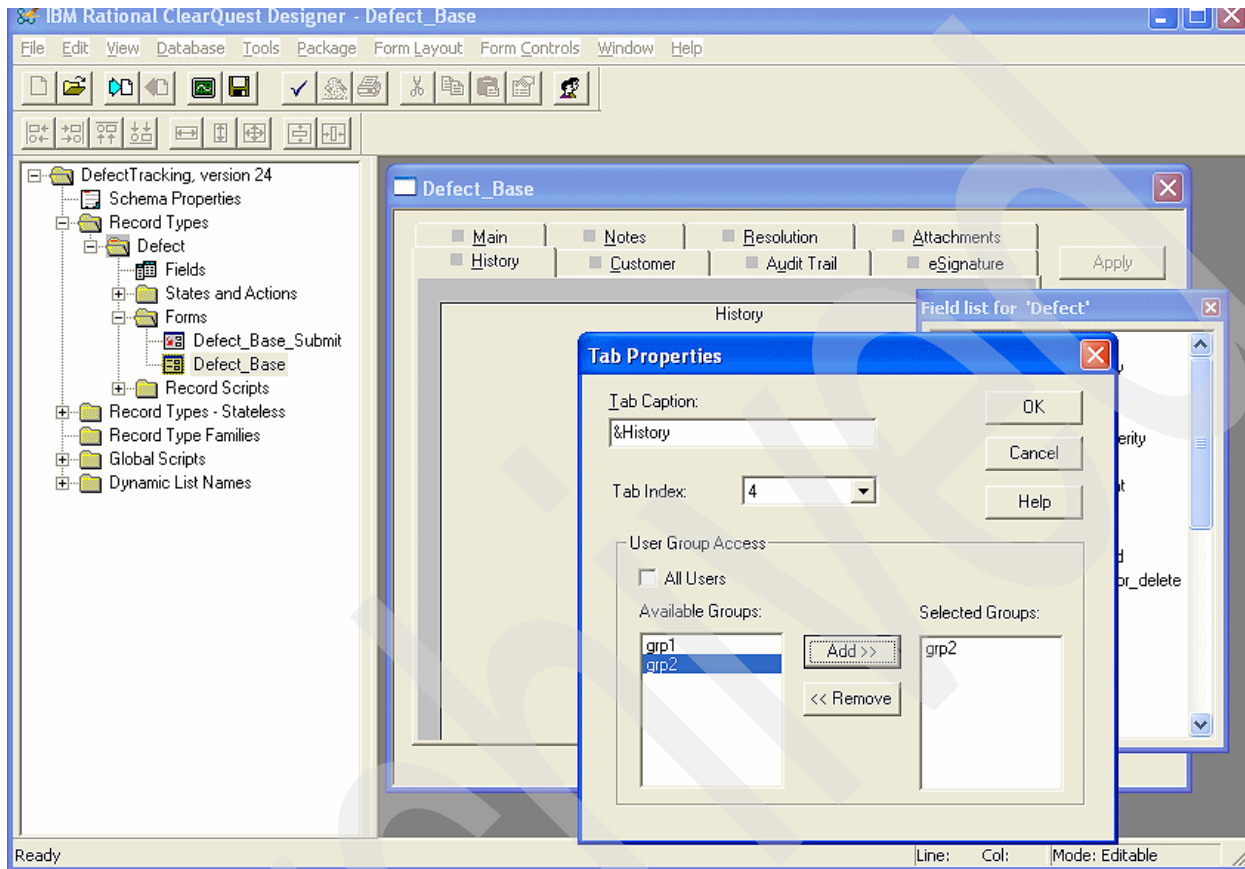 IBM Rational ClearQuest Designer - Defect_Base
File Edit View Database Tools Package Form Layout Form Controls Window Help
DefectTracking, version 24
Schema Properties
Record Types
Defect
Fields
States and Actions
Forms
Defect_Base_Submit
Defect_Base
Record Scripts
Record Types - Stateless
Record Type Families
Global Scripts
Dynamic List Names
Defect_Base
Main Notes Resolution Attachments
History Customer Audit Trail eSignature
Apply
History
Field list for 'Defect'
or_delete
Tab Properties
Tab Caption:
&History
OK
Cancel
Tab Index:
4
Help
User Group Access
All Users
Available Groups:
Selected Groups:
grp1
grp2
Add >>
<< Remove
grp2
Ready
Line: Col: Mode: Editable